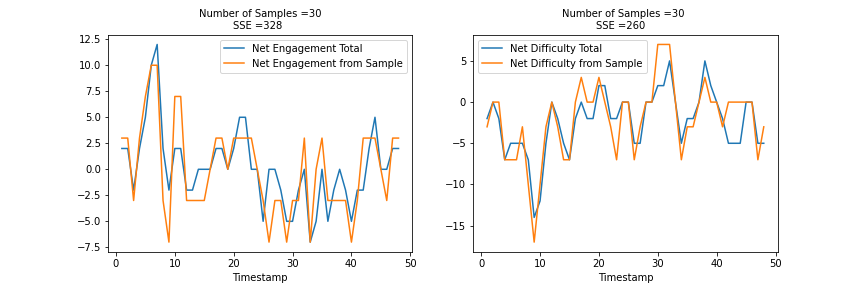 Number of Samples =30
SSE =328
12.5
10.0
7.5
5.0
2.5
0.0
−2.5
−5.0
−7.5
0
10
20
30
40
50
Timestamp
Net Engagement Total
Net Engagement from Sample
Number of Samples =30
SSE =260
5
0
−5
−10
−15
0
10
20
30
40
50
Timestamp
Net Difficulty Total
Net Difficulty from Sample